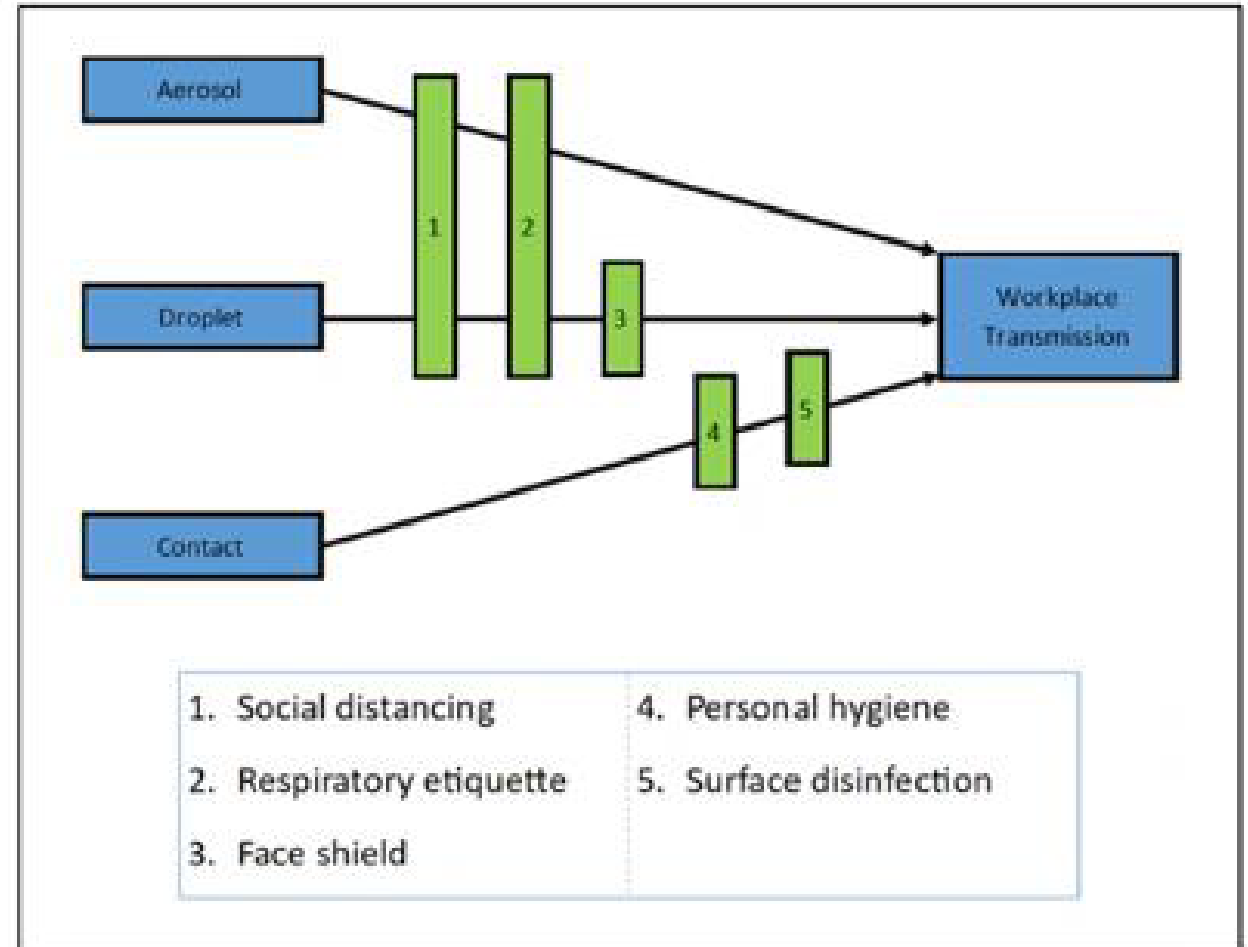 Aerosol
1
2
Droplet
3
Workplace
Transmission
4
5
Contact
1. Social distancing
2. Respiratory etiquette
3. Face shield
4. Personal hygiene
5. Surface disinfection